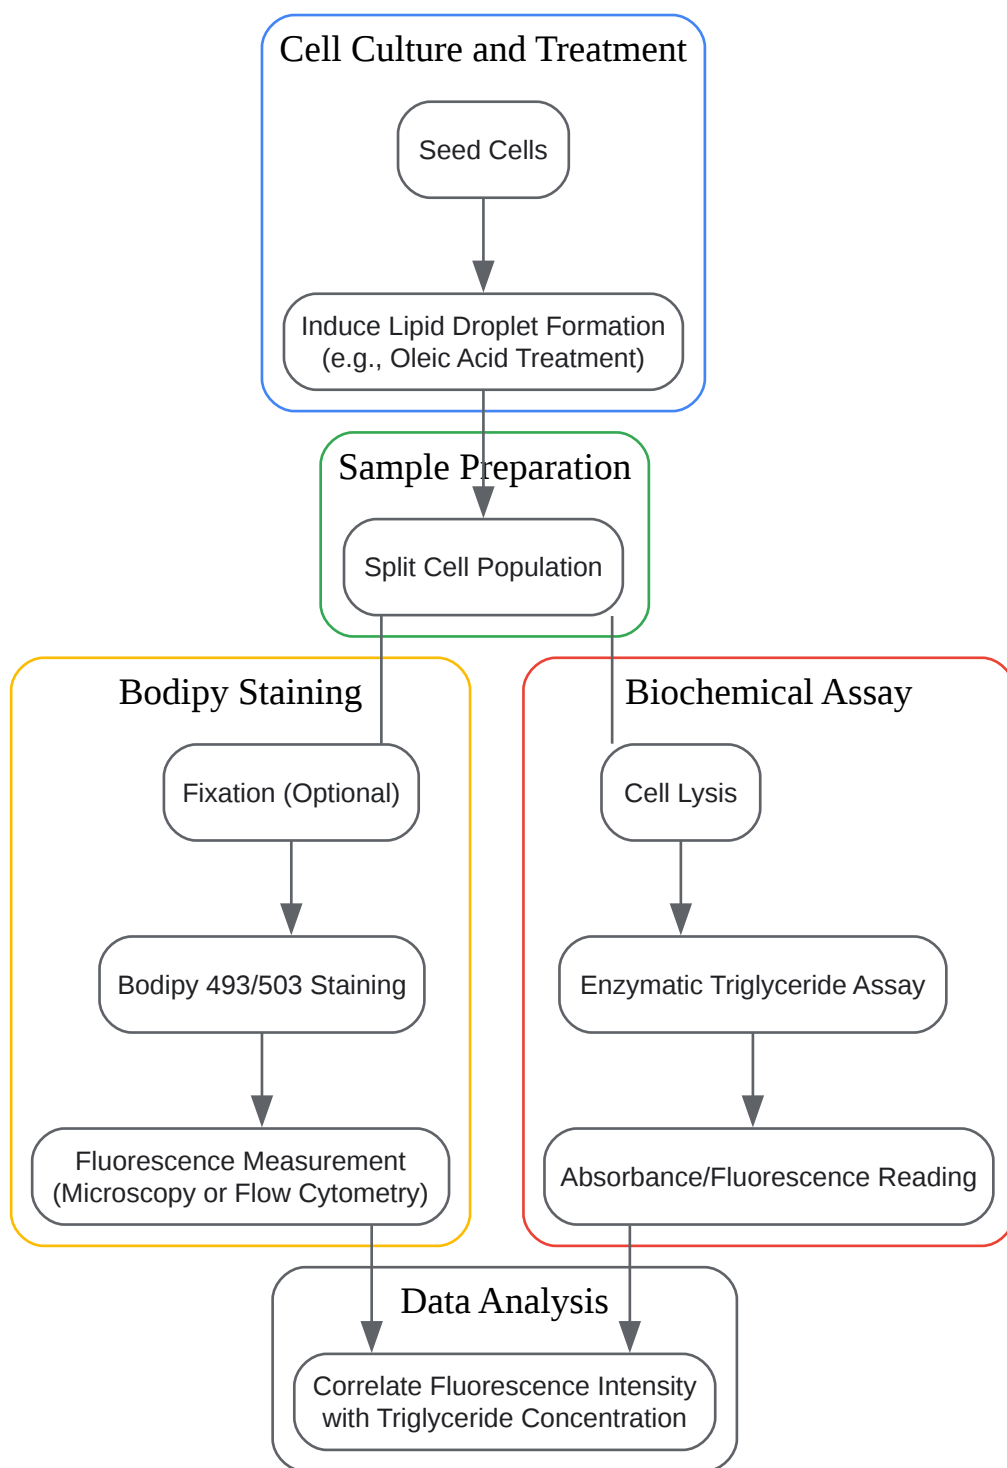 Cell Culture and Treatment
Seed Cells
Induce Lipid Droplet Formation
(e.g., Oleic Acid Treatment)
Sample Preparation
Split Cell Population
Bodipy Staining
Fixation (Optional)
Bodipy 493/503 Staining
Fluorescence Measurement
(Microscopy or Flow Cytometry)
Biochemical Assay
Cell Lysis
Enzymatic Triglyceride Assay
Absorbance/Fluorescence Reading
Data Analysis
Correlate Fluorescence Intensity
with Triglyceride Concentration